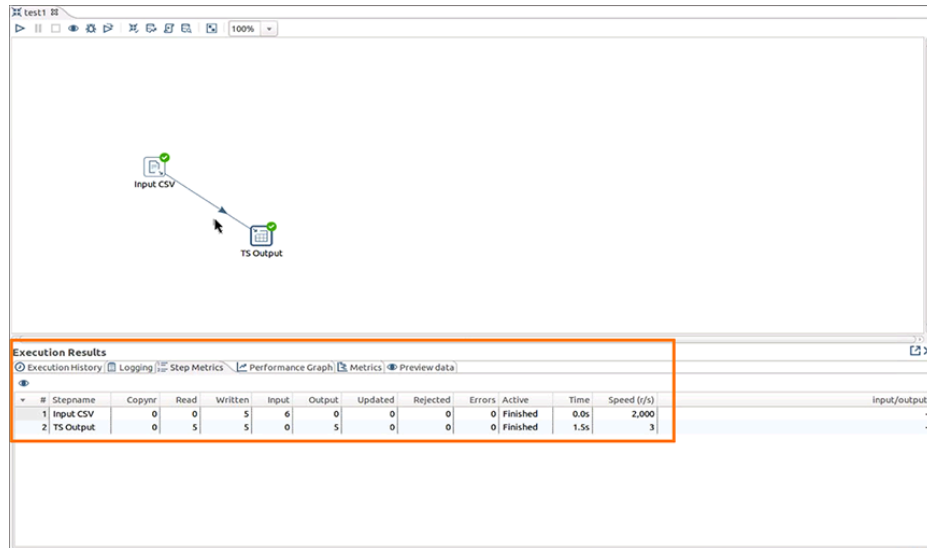 test1
100%
Input CSV
TS Output
Execution Results
Execution History Logging Step Metrics Performance Graph Metrics Preview data
# Stepname Copynr Read Written Input Output Updated Rejected Errors Active Time Speed (r/s) input/output
1 Input CSV 0 0 5 6 0 0 0 0 Finished 0.0s 2,000 -
2 TS Output 0 5 5 0 5 0 0 0 Finished 1.5s 3 -